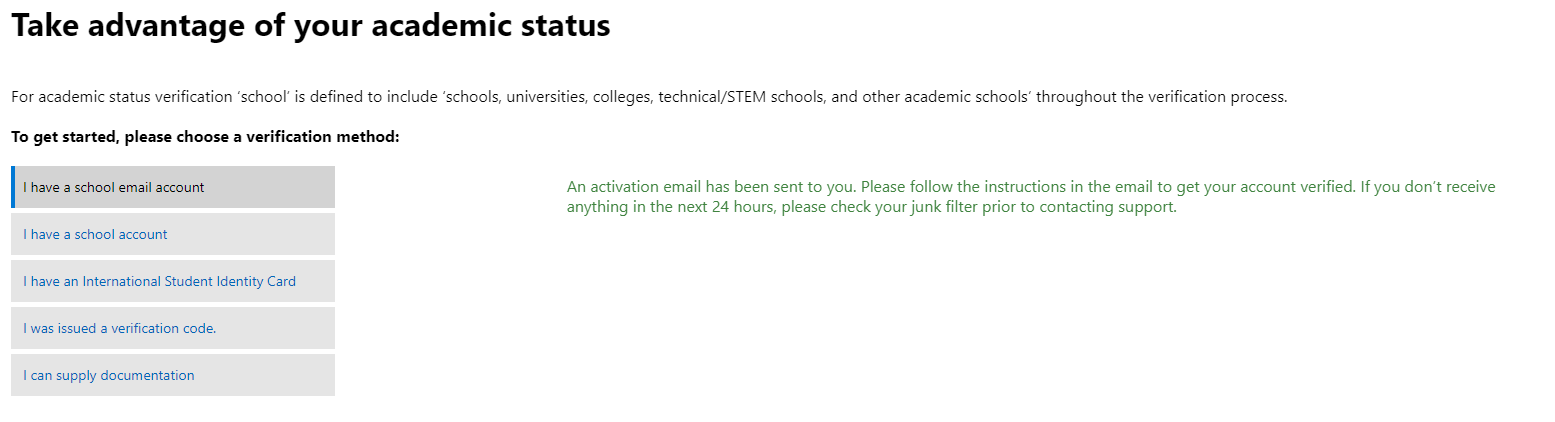 Take advantage of your academic status
For academic status verification ‘school’ is defined to include ‘schools, universities, colleges, technical/STEM schools, and other academic schools’ throughout the verification process.
To get started, please choose a verification method:
I have a school email account
An activation email has been sent to you. Please follow the instructions in the email to get your account verified. If you don’t receive
anything in the next 24 hours, please check your junk filter prior to contacting support.
I have a school account
I have an International Student Identity Card
I was issued a verification code.
I can supply documentation